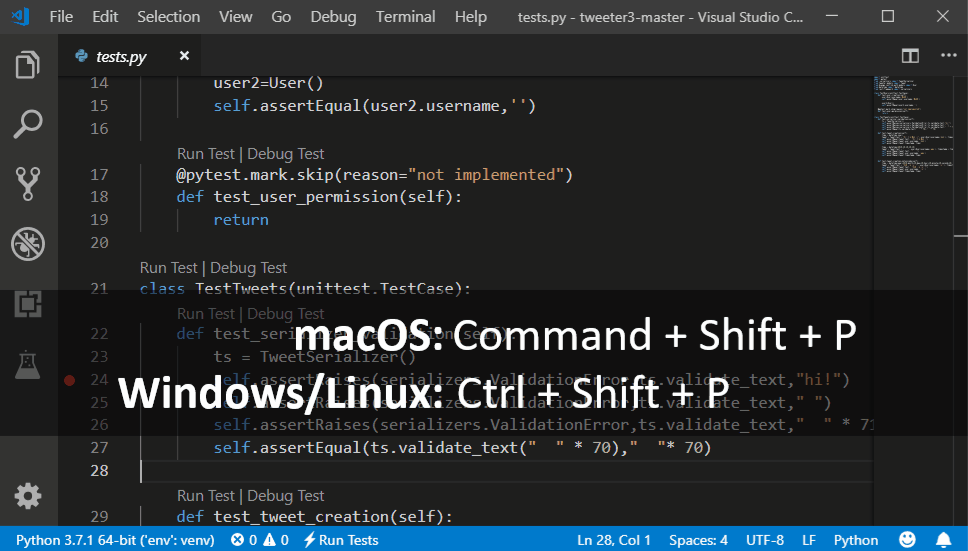 File Edit Selection View Go Debug Terminal Help tests.py - tweeter3-master - Visual Studio C...
tests.py
14 user2=User()
15 self.assertEqual(user2.username,'')
16
Run Test | Debug Test
17 @pytest.mark.skip(reason="not implemented")
18 def test_user_permission(self):
19 return
20
Run Test | Debug Test
21 class TestTweets(unittest.TestCase):
Run Test | Debug Test
22 def test_serializer_validation(self):
macOS: Command + Shift + P
23 ts = TweetSerializer()
24 self.assertRaises(serializers.ValidationError,ts.validate_text,"hi!")
Windows/Linux: Ctrl + Shift + P
25 self.assertRaises(serializers.ValidationError,ts.validate_text," ")
26 self.assertRaises(serializers.ValidationError,ts.validate_text,"  " * 71
27 self.assertEqual(ts.validate_text("  " * 70),"  "* 70)
28
Run Test | Debug Test
29 def test_tweet_creation(self):
Python 3.7.1 64-bit ('env': venv) 0 0 Run Tests Ln 28, Col 1 Spaces: 4 UTF-8 LF Python